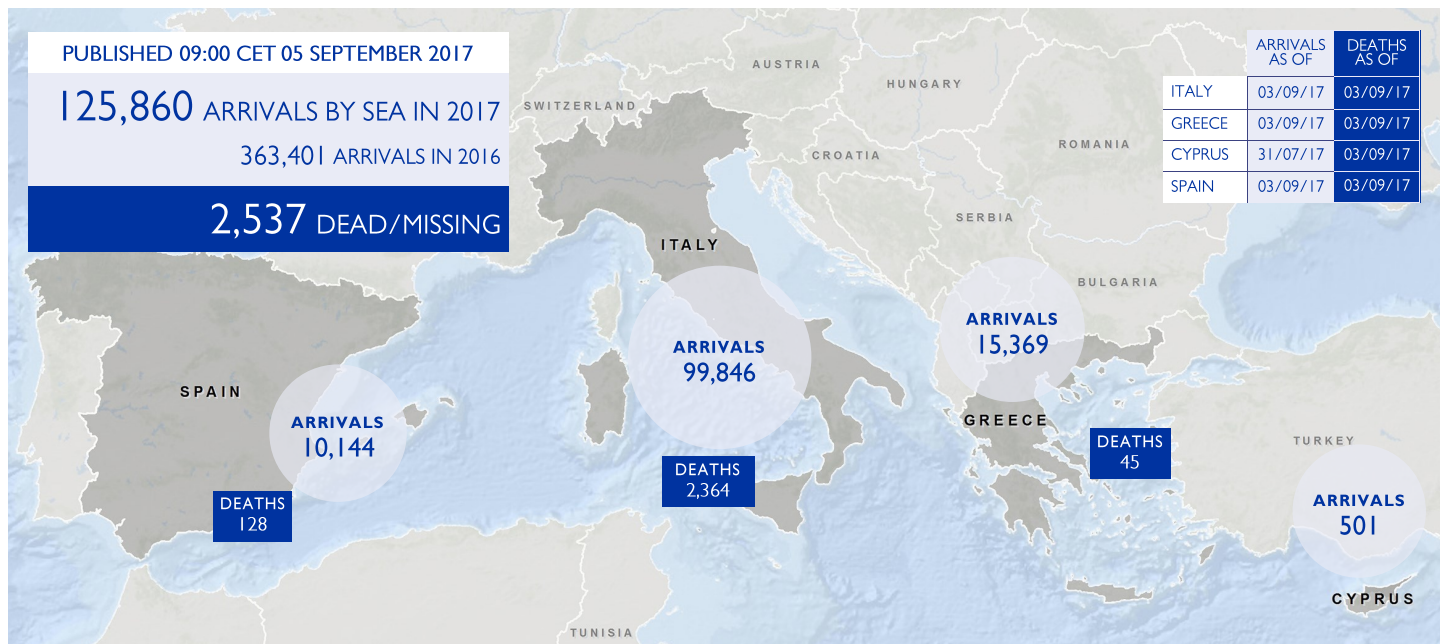 PUBLISHED 09:00 CET 05 SEPTEMBER 2017
125,860 ARRIVALS BY SEA IN 2017
363,401 ARRIVALS IN 2016
2,537 DEAD/MISSING
ARRIVALS AS OF
DEATHS AS OF
ITALY 03/09/17 03/09/17
GREECE 03/09/17 03/09/17
CYPRUS 31/07/17 03/09/17
SPAIN 03/09/17 03/09/17
AUSTRIA
HUNGARY
SWITZERLAND
ROMANIA
CROATIA
SERBIA
ITALY
BULGARIA
ARRIVALS
15,369
ARRIVALS
99,846
SPAIN
ARRIVALS
10,144
GREECE
DEATHS
45
TURKEY
DEATHS
2,364
DEATHS
128
ARRIVALS
501
CYPRUS
TUNISIA